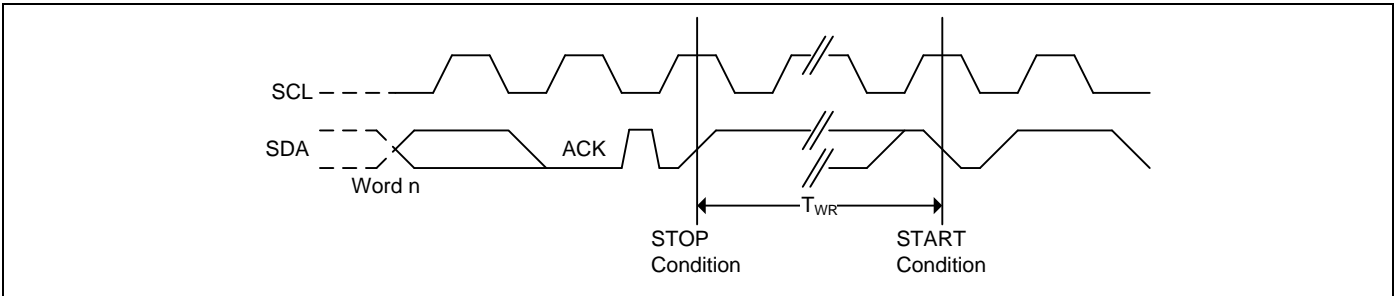 SCL
SDA
ACK
Word n
TWR
STOP
Condition
START
Condition